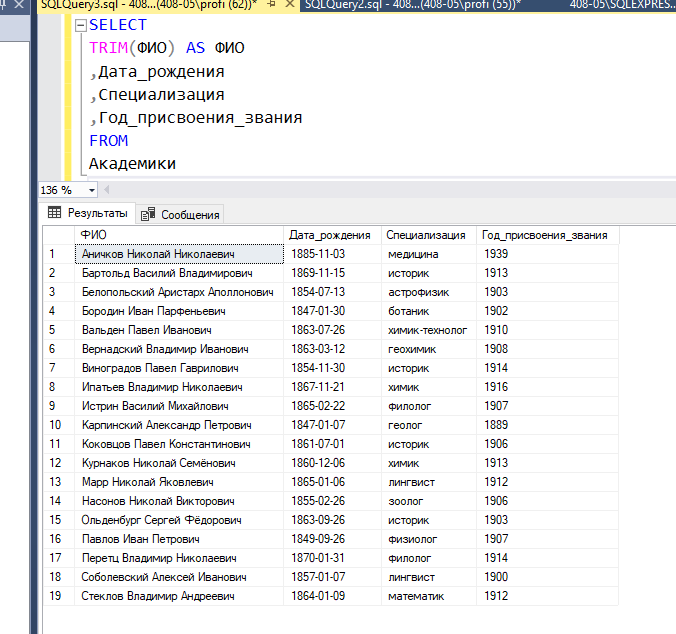 SQLQuery3.sql - 408...(408-05\profi (62))* SQLQuery2.sql - 408...(408-05\profi (55))* 408-05\SQLEXPRES...
SELECT
TRIM(ФИО) AS ФИО
,Дата_рождения
,Специализация
,Год_присвоения_звания
FROM
Академики
136 %
Результаты Сообщения
ФИО Дата_рождения Специализация Год_присвоения_звания
1 Аничков Николай Николаевич 1885-11-03 медицина 1939
2 Бартольд Василий Владимирович 1869-11-15 историк 1913
3 Белопольский Аристарх Аполлонович 1854-07-13 астрофизик 1903
4 Бородин Иван Парфеньевич 1847-01-30 ботаник 1902
5 Вальден Павел Иванович 1863-07-26 химик-технолог 1910
6 Вернадский Владимир Иванович 1863-03-12 геохимик 1908
7 Виноградов Павел Гаврилович 1854-11-30 историк 1914
8 Ипатьев Владимир Николаевич 1867-11-21 химик 1916
9 Истрин Василий Михайлович 1865-02-22 филолог 1907
10 Карпинский Александр Петрович 1847-01-07 геолог 1889
11 Коковцов Павел Константинович 1861-07-01 историк 1906
12 Курнаков Николай Семёнович 1860-12-06 химик 1913
13 Марр Николай Яковлевич 1865-01-06 лингвист 1912
14 Насонов Николай Викторович 1855-02-26 зоолог 1906
15 Ольденбург Сергей Фёдорович 1863-09-26 историк 1903
16 Павлов Иван Петрович 1849-09-26 физиолог 1907
17 Перетц Владимир Николаевич 1870-01-31 филолог 1914
18 Соболевский Алексей Иванович 1857-01-07 лингвист 1900
19 Стеклов Владимир Андреевич 1864-01-09 математик 1912